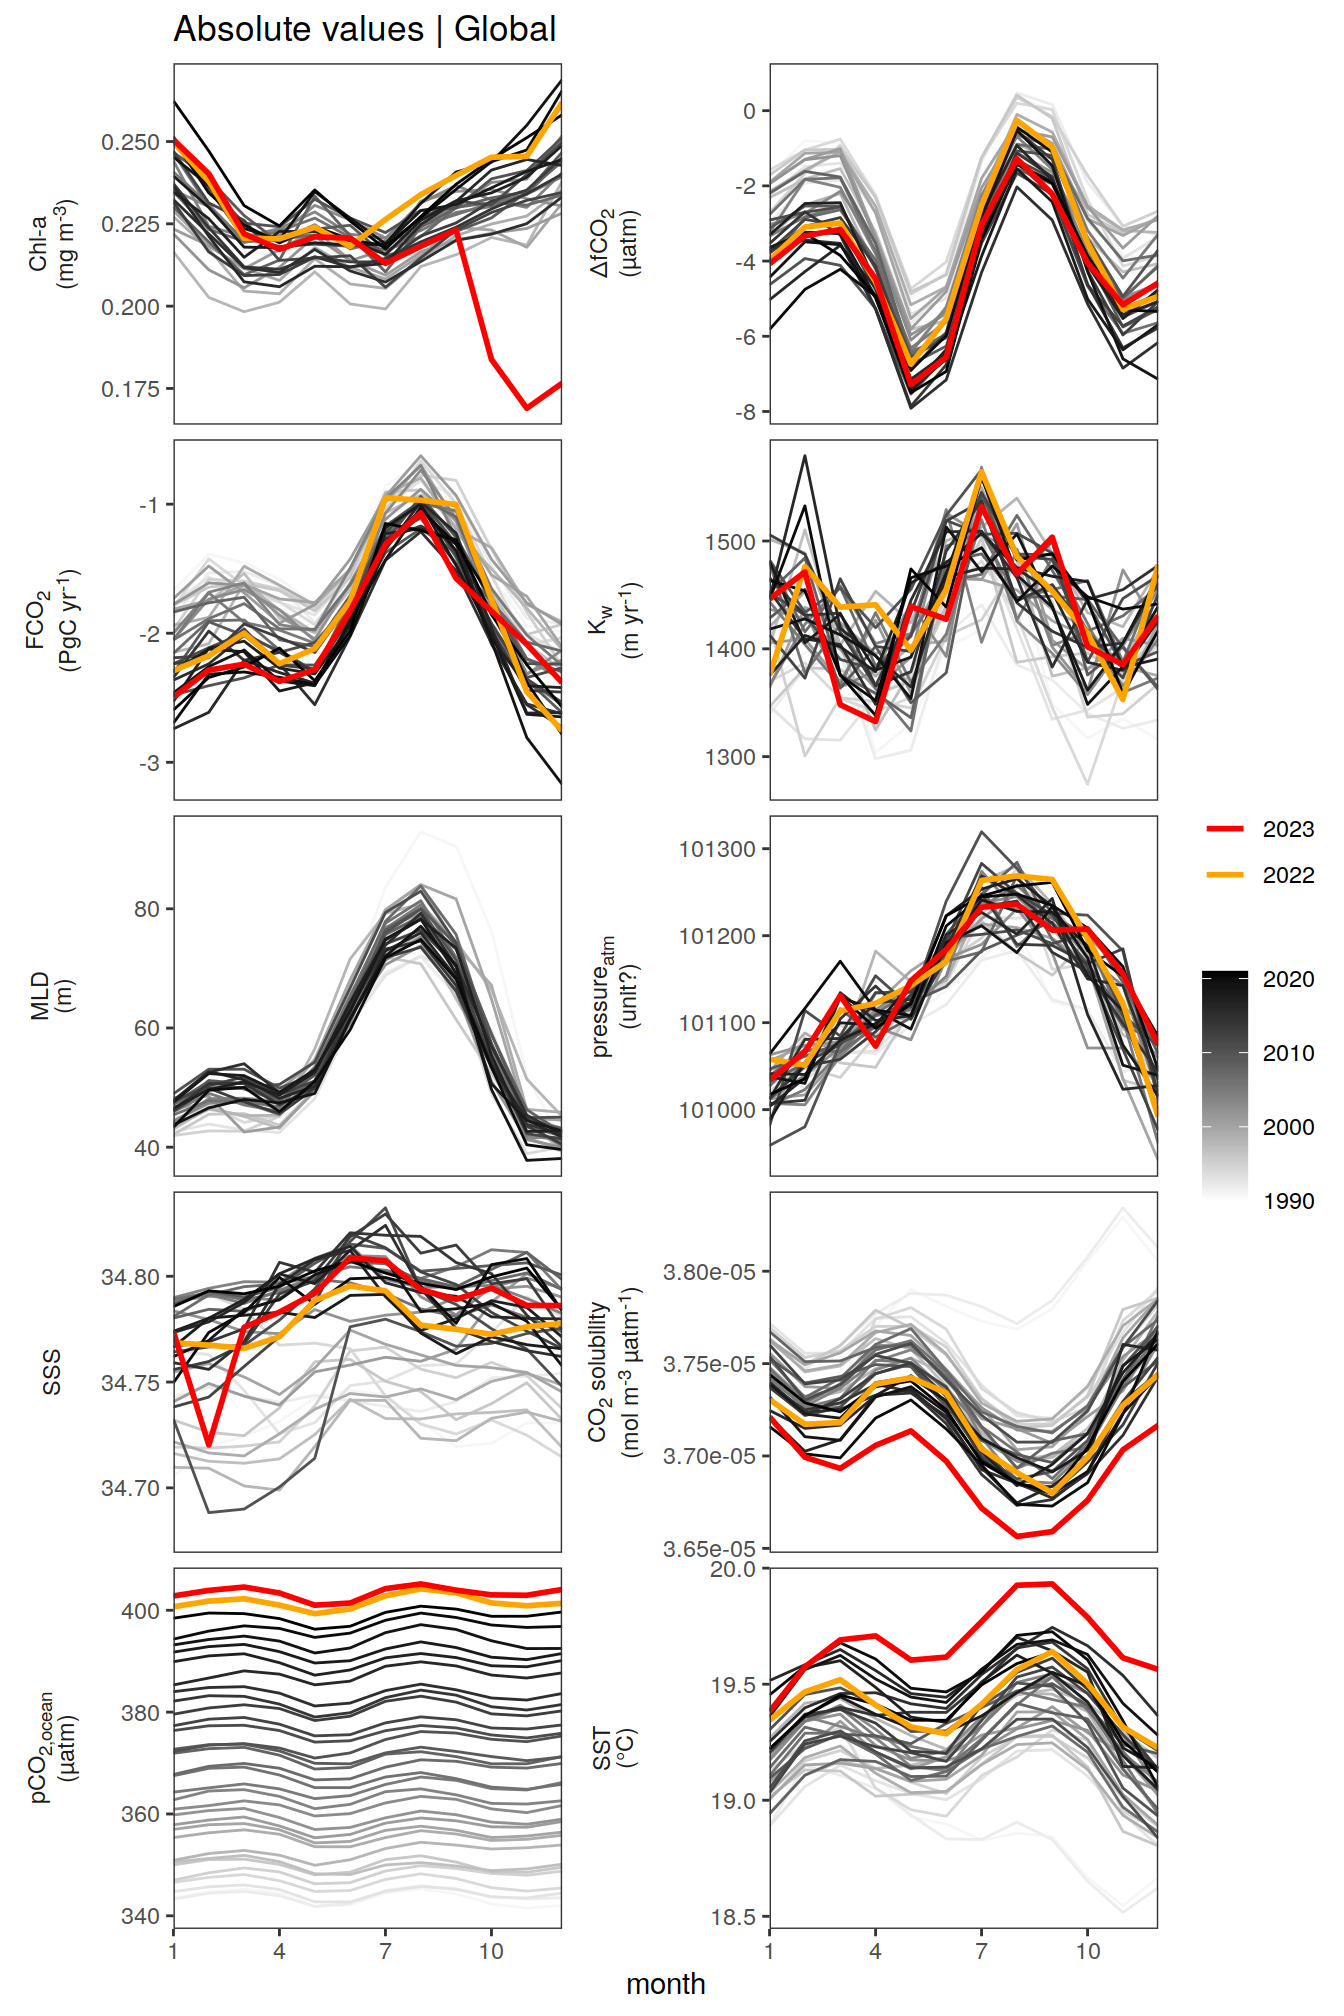 Absolute values | Global
Chl-a
(mg m⁻³)
0.250
0.225
0.200
0.175
ΔfCO₂
(µatm)
0
-2
-4
-6
-8
FCO₂
(PgC yr⁻¹)
-1
-2
-3
K_w
(m yr⁻¹)
1500
1400
1300
MLD
(m)
80
60
40
pressure_atm
(unit?)
101300
101200
101100
101000
SSS
34.80
34.75
34.70
CO₂ solubility
(mol m⁻³ µatm⁻¹)
3.80e-05
3.75e-05
3.70e-05
3.65e-05
pCO₂,ocean
(µatm)
400
380
360
340
SST
(°C)
20.0
19.5
19.0
18.5
1 4 7 10
1 4 7 10
month
2023
2022
2020
2010
2000
1990